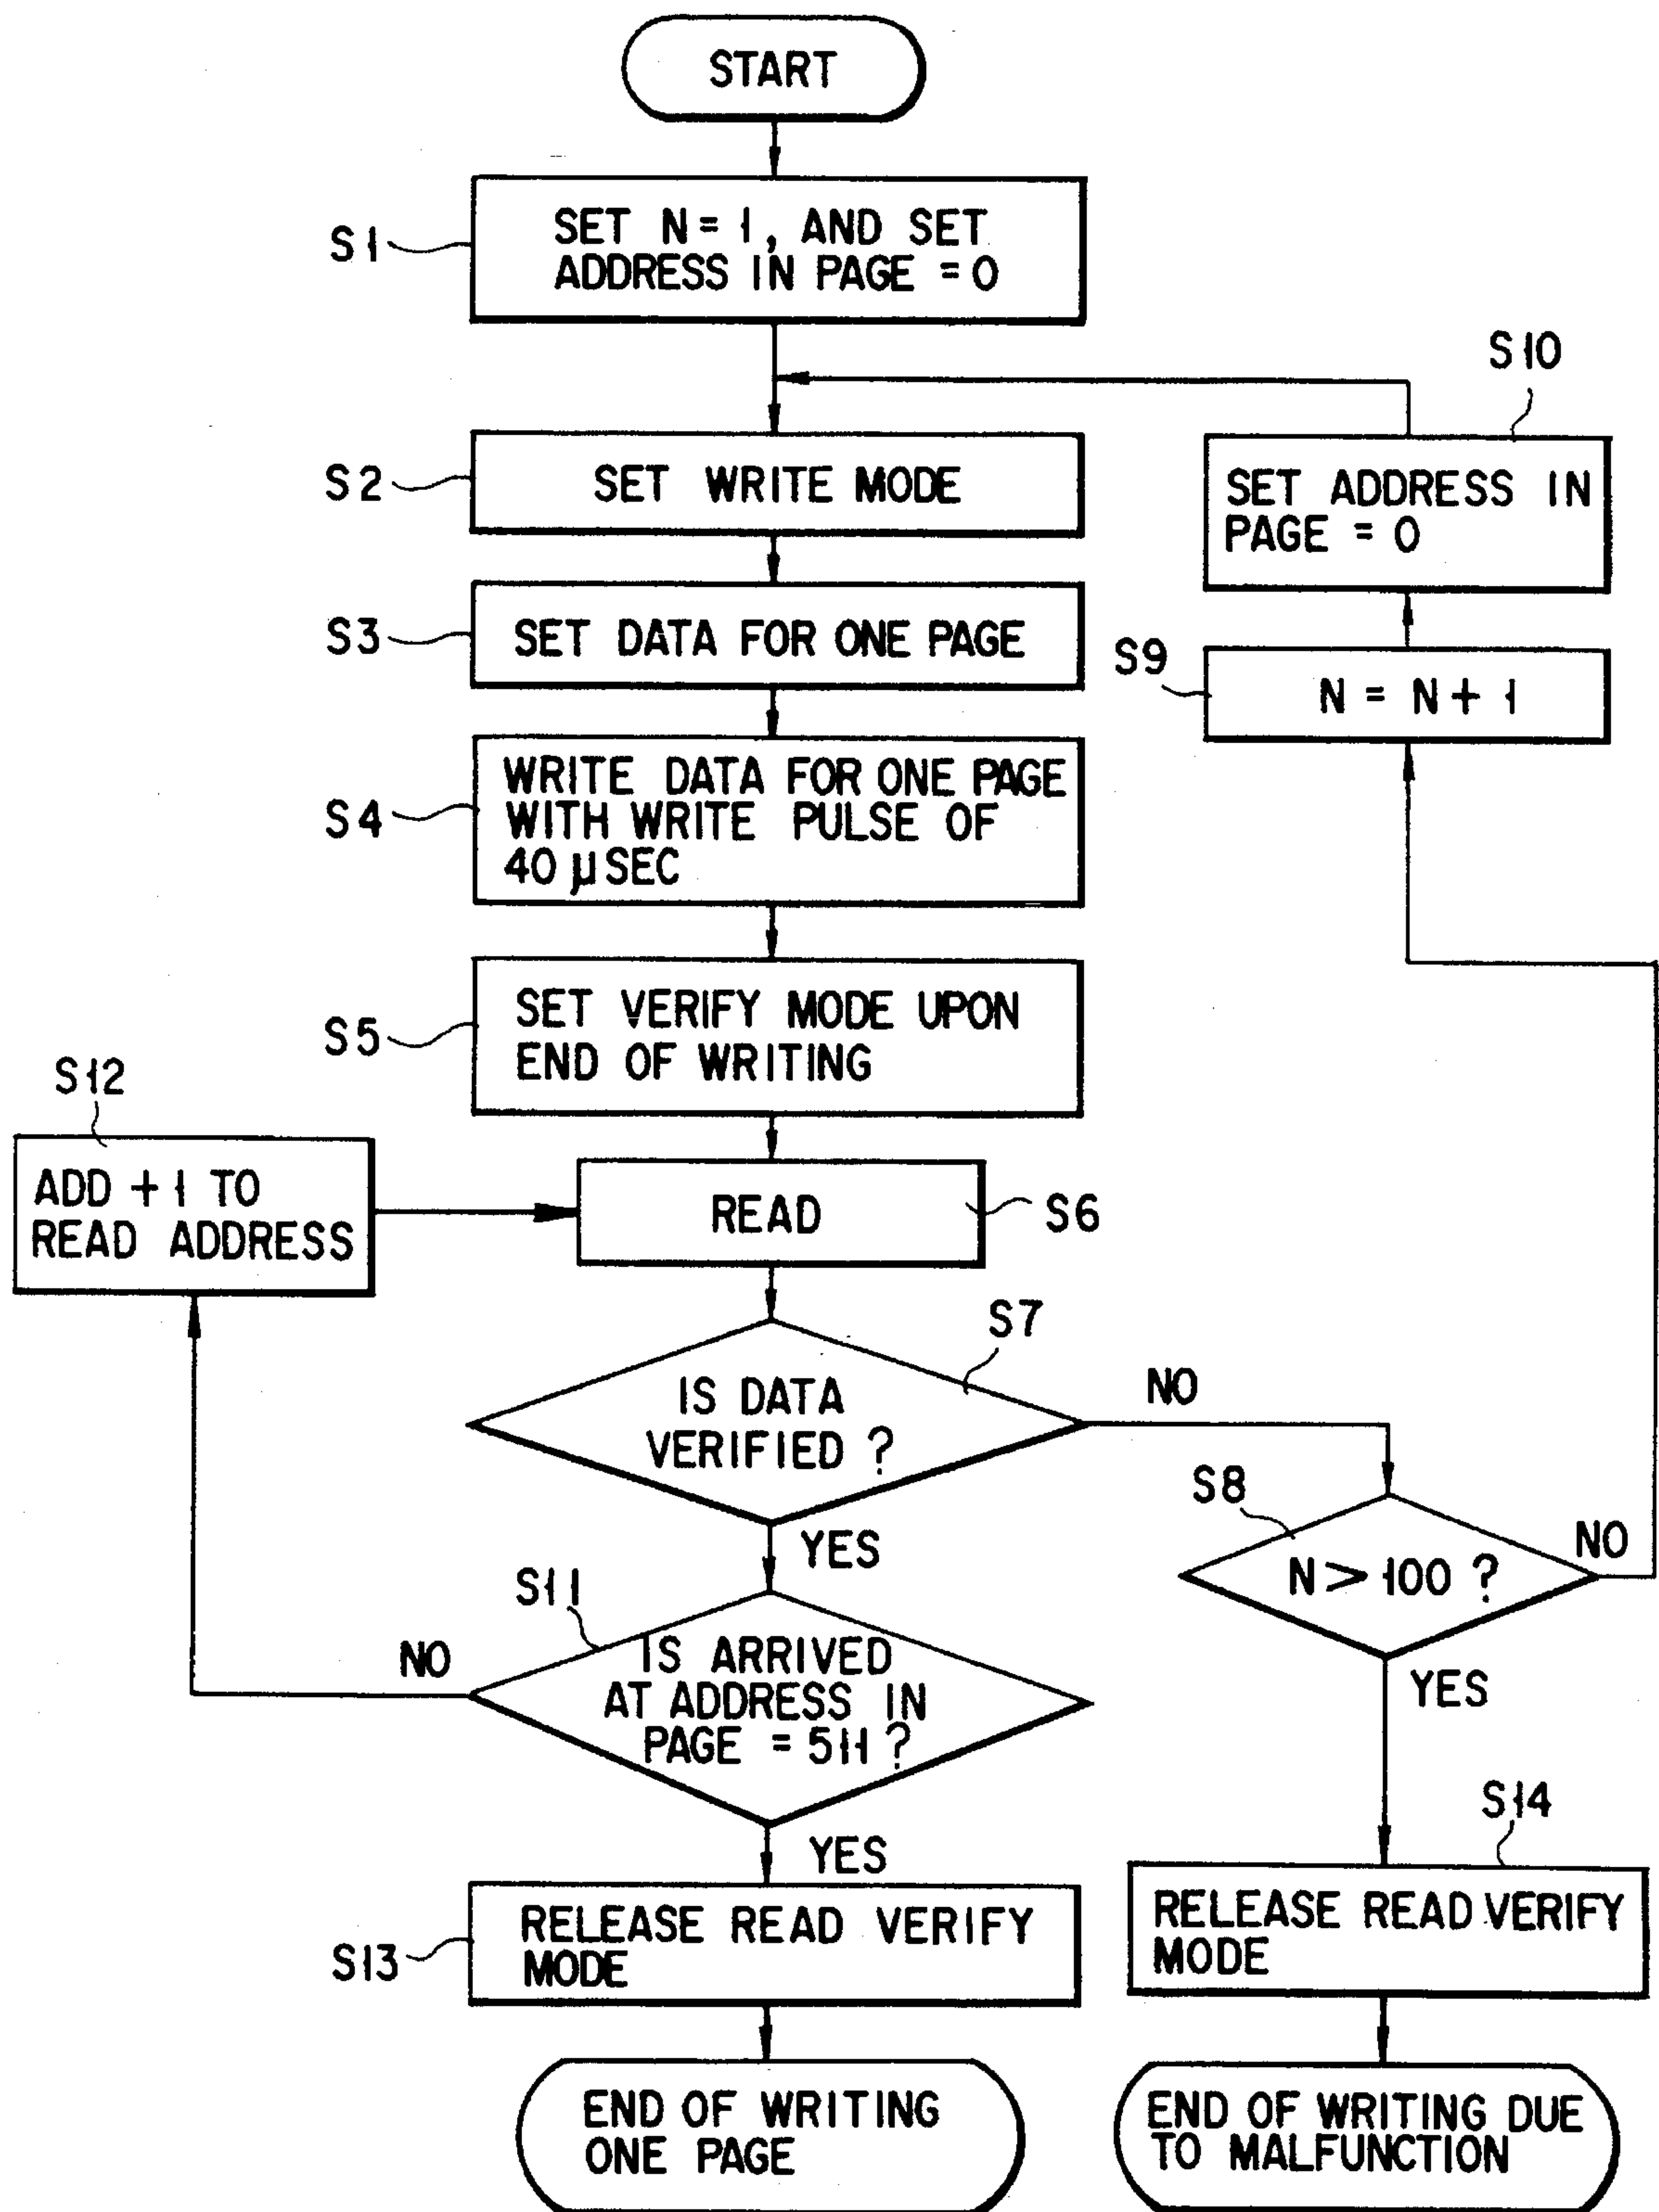 START
S1
SET N = 1, AND SET
ADDRESS IN PAGE = 0
S10
S2
SET WRITE MODE
SET ADDRESS IN
PAGE = 0
S3
SET DATA FOR ONE PAGE
S9
N = N + 1
S4
WRITE DATA FOR ONE PAGE
WITH WRITE PULSE OF
40 μSEC
S5
SET VERIFY MODE UPON
END OF WRITING
S12
ADD +1 TO
READ ADDRESS
READ
S6
S7
IS DATA
VERIFIED ?
NO
YES
S8
N > 100 ?
NO
YES
S11
IS ARRIVED
AT ADDRESS IN
PAGE = 511 ?
NO
YES
S13
RELEASE READ VERIFY
MODE
S14
RELEASE READ VERIFY
MODE
END OF WRITING
ONE PAGE
END OF WRITING DUE
TO MALFUNCTION